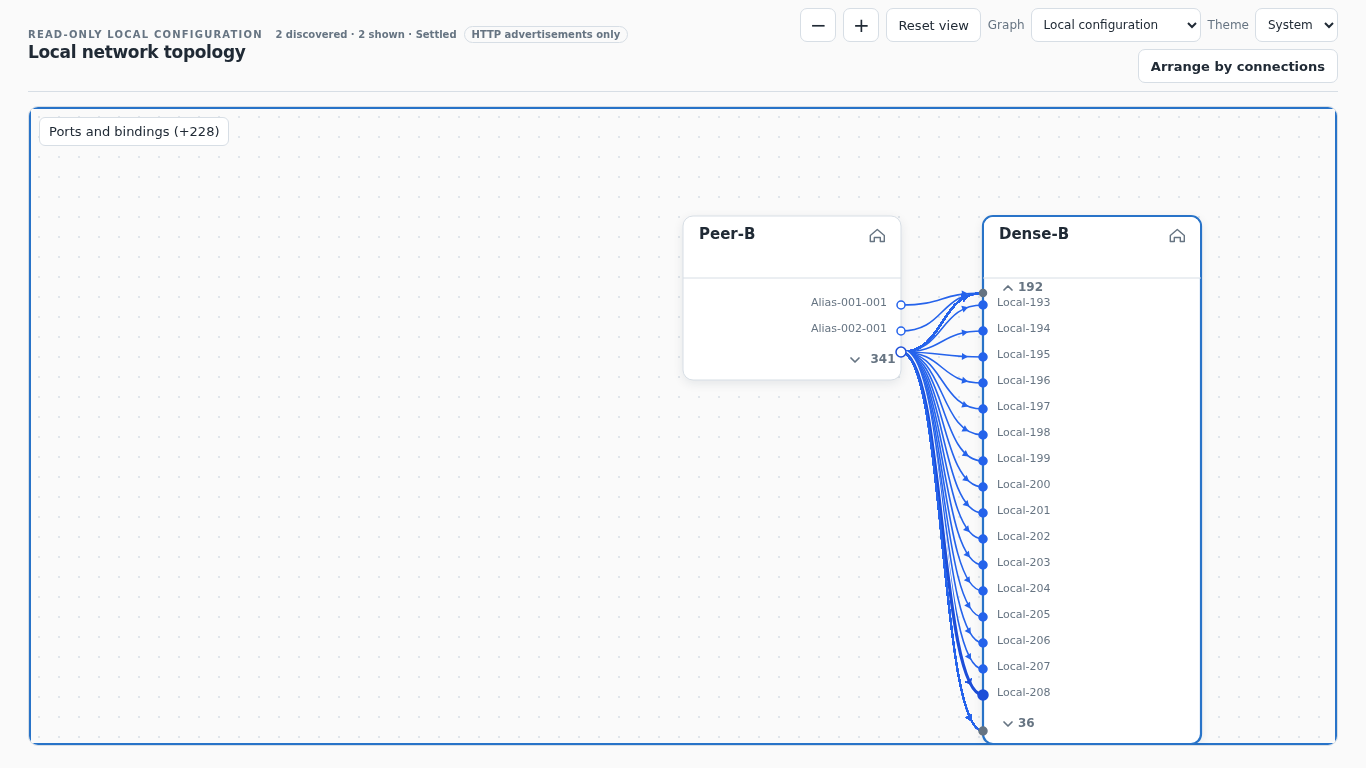 READ-ONLY LOCAL CONFIGURATION 2 discovered · 2 shown · Settled HTTP advertisements only
Local network topology
− + Reset view Graph Local configuration Theme System
Arrange by connections
Ports and bindings (+228)
Peer-B
Alias-001-001
Alias-002-001
341
Dense-B
192
Local-193
Local-194
Local-195
Local-196
Local-197
Local-198
Local-199
Local-200
Local-201
Local-202
Local-203
Local-204
Local-205
Local-206
Local-207
Local-208
36